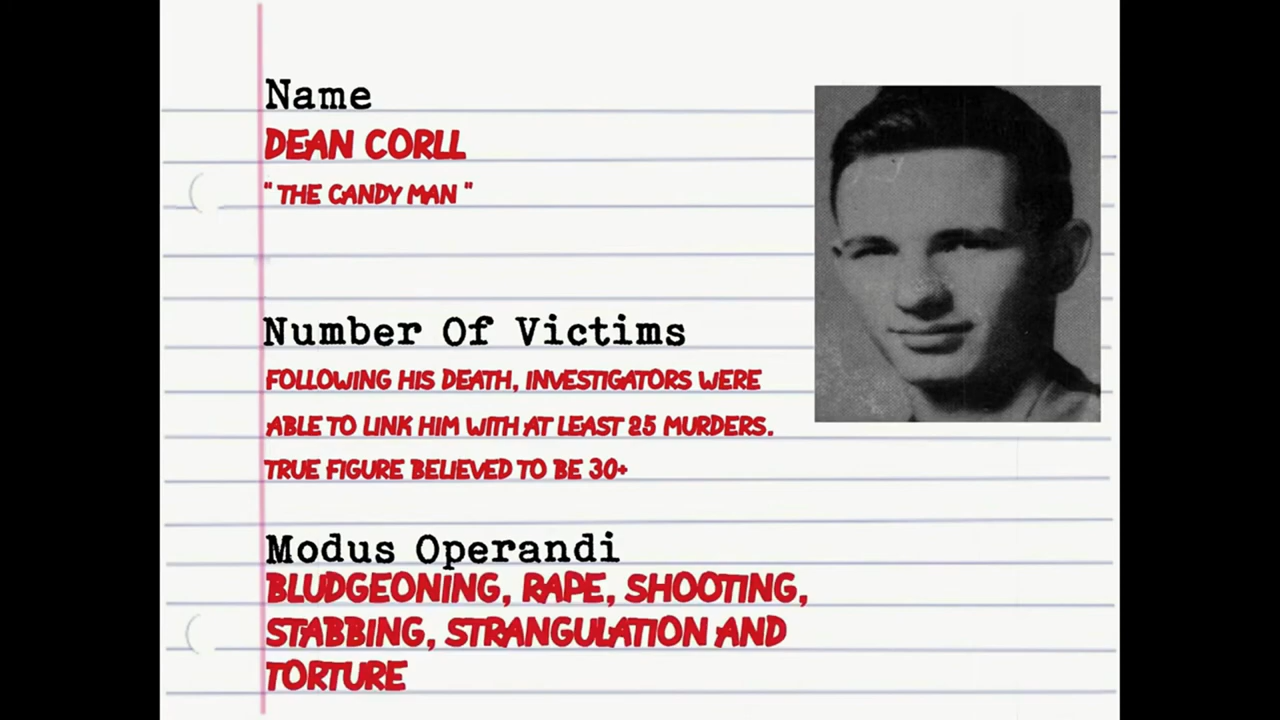 Name
DEAN CORLL
" THE CANDY MAN "
Number Of Victims
FOLLOWING HIS DEATH, INVESTIGATORS WERE
ABLE TO LINK HIM WITH AT LEAST 25 MURDERS.
TRUE FIGURE BELIEVED TO BE 30+
Modus Operandi
BLUDGEONING, RAPE, SHOOTING,
STABBING, STRANGULATION AND
TORTURE